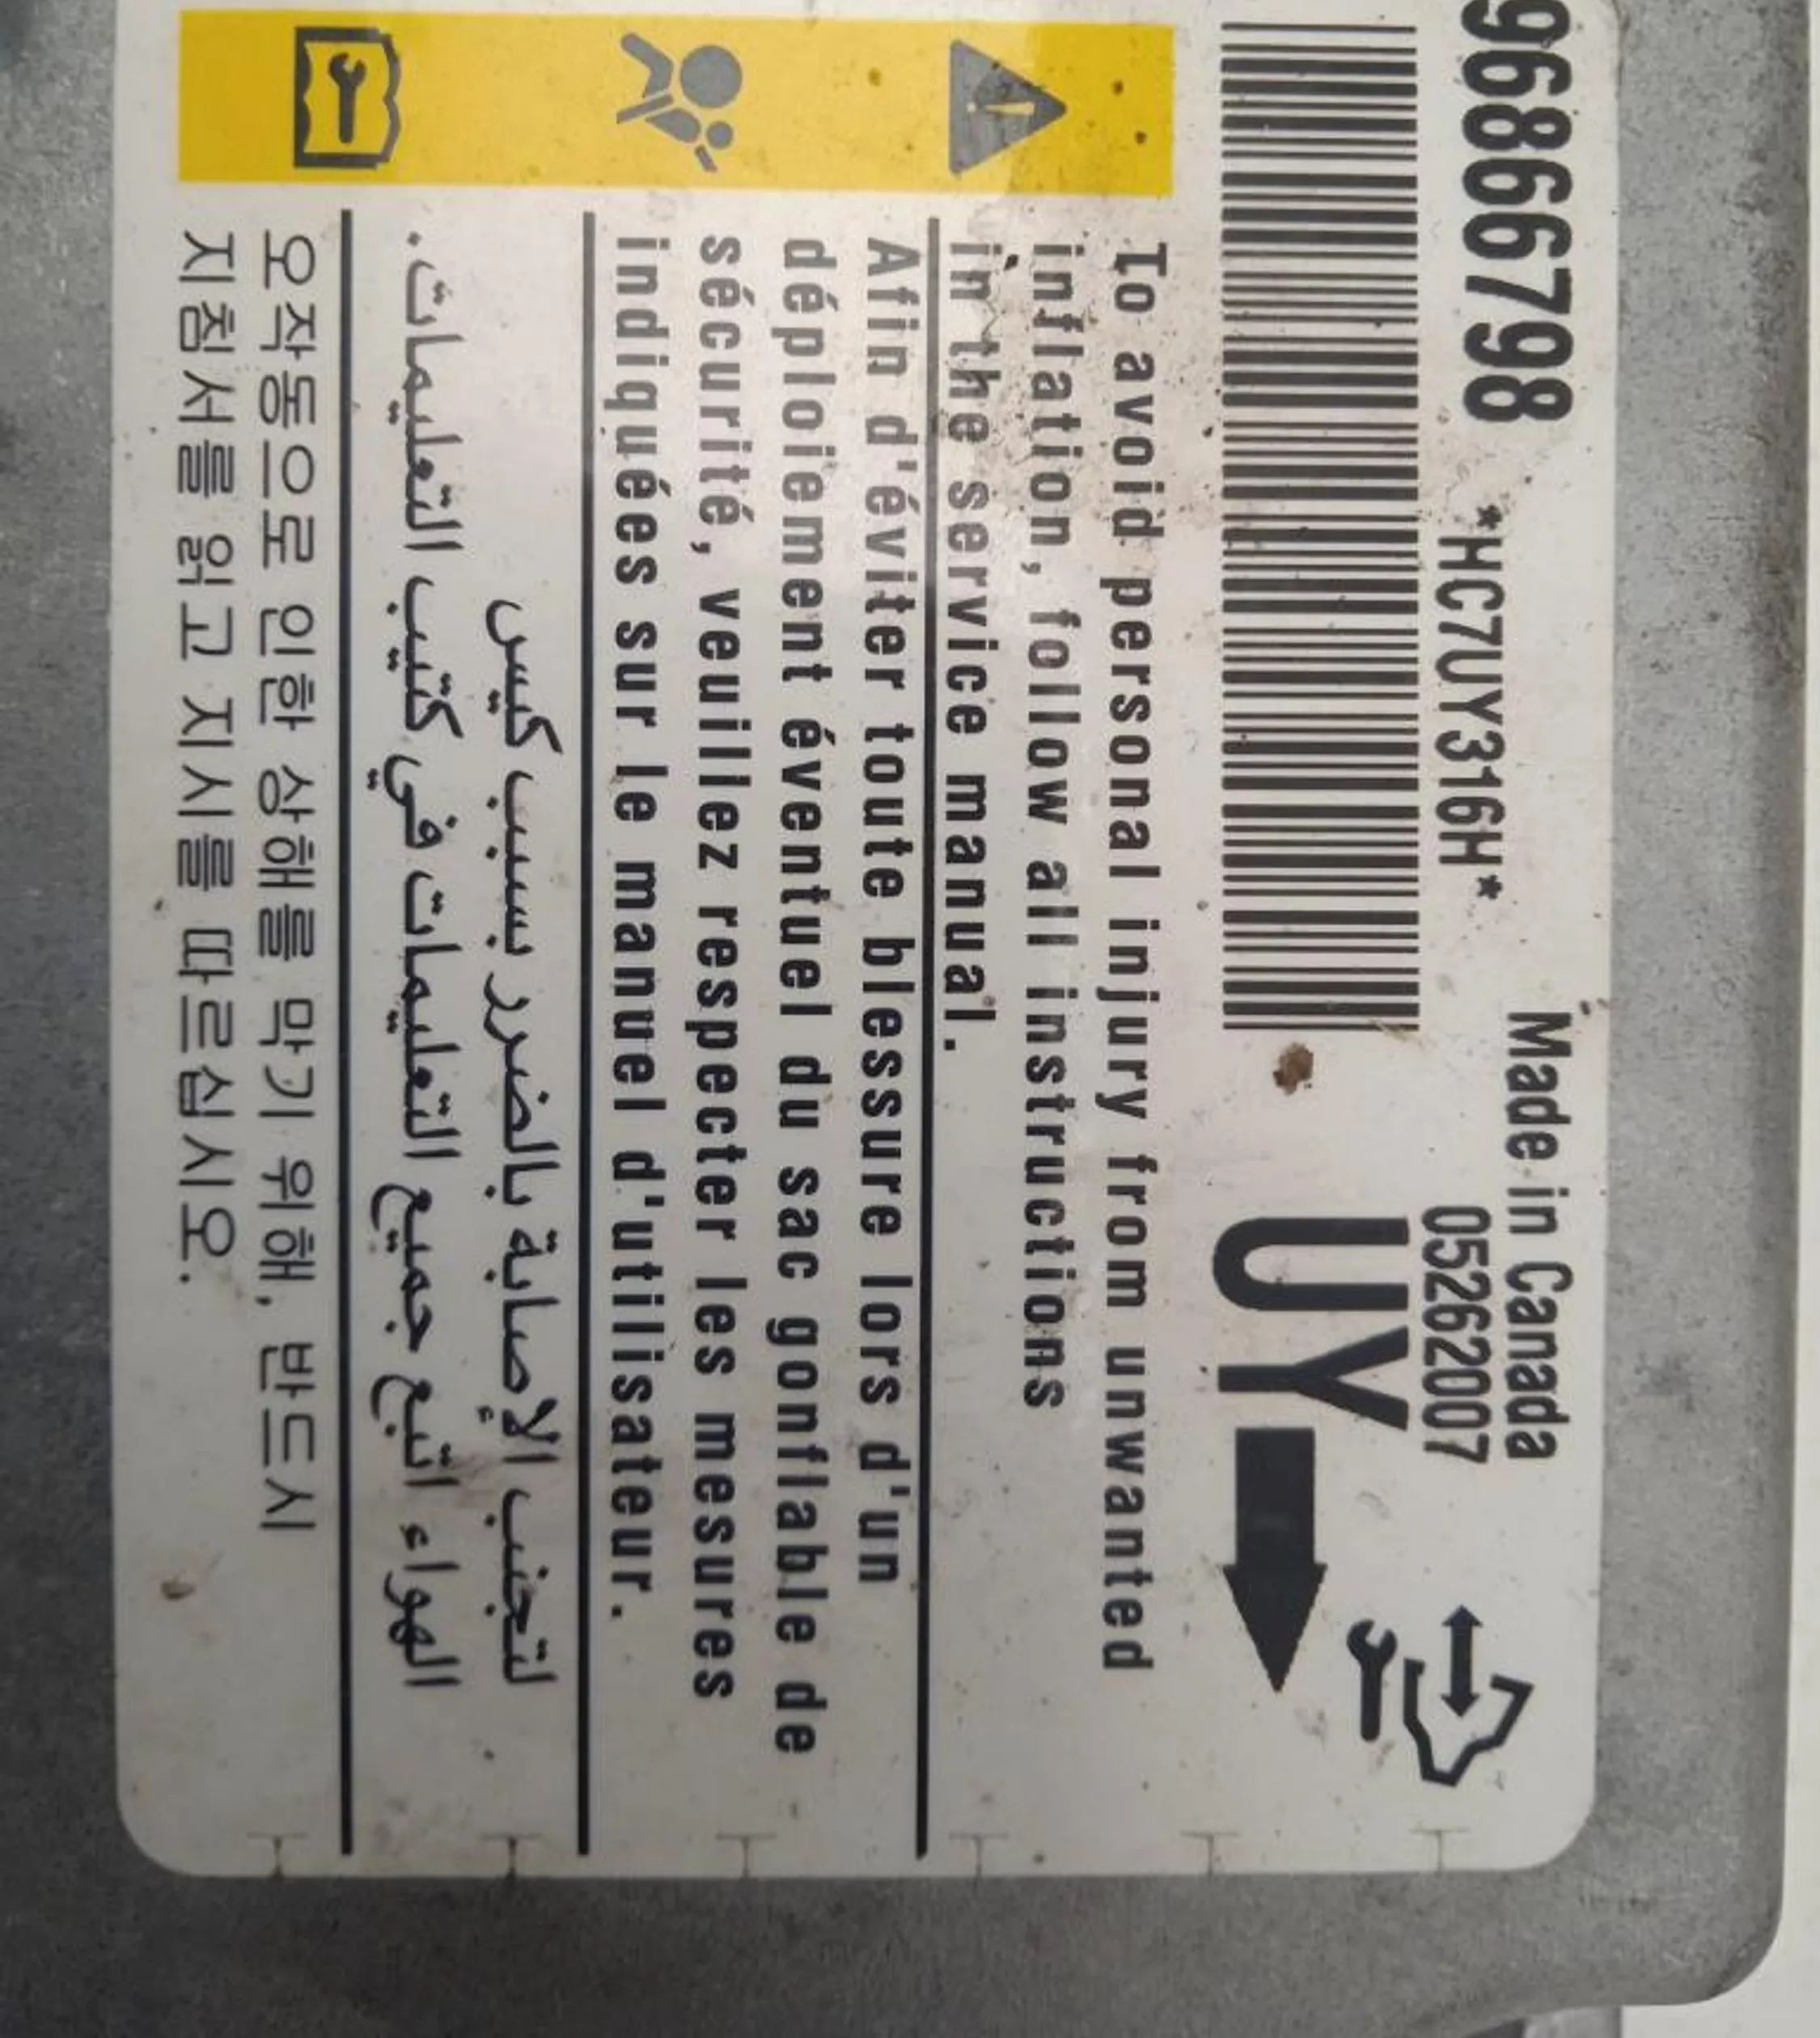 96866798
*HC7UY316H*
Made in Canada
05262007
UY
To avoid personal injury from unwanted
inflation, follow all instructions
in the service manual.
Afin d'éviter toute blessure lors d'un
déploiement éventuel du sac gonflable de
sécurité, veuillez respecter les mesures
indiquées sur le manuel d'utilisateur.
لتجنب الإصابة بالضرر بسبب كيس
الهواء اتبع جميع التعليمات في كتيب التعليمات.
오작동으로 인한 상해를 막기 위해, 반드시
지침서를 읽고 지시를 따르십시오.